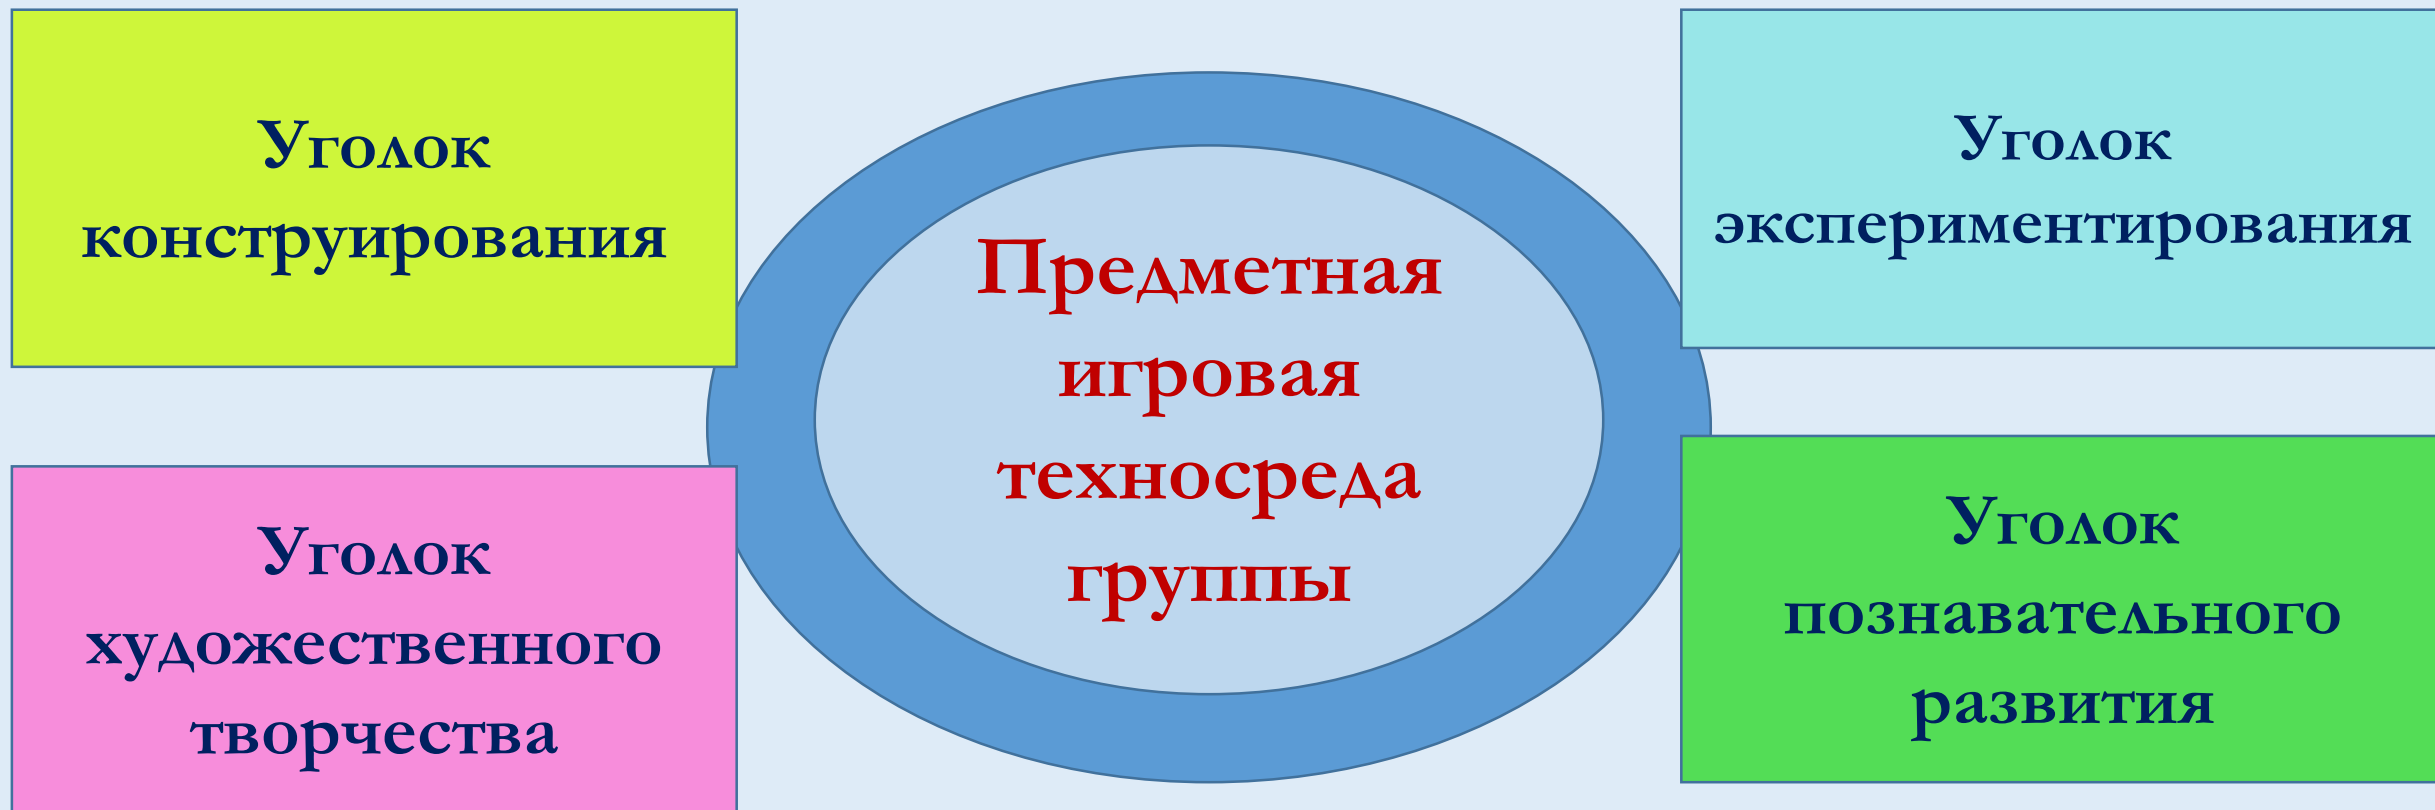 Уголок
конструирования
Уголок
экспериментирования
Предметная
игровая
техносреда
группы
Уголок
художественного
творчества
Уголок
познавательного
развития